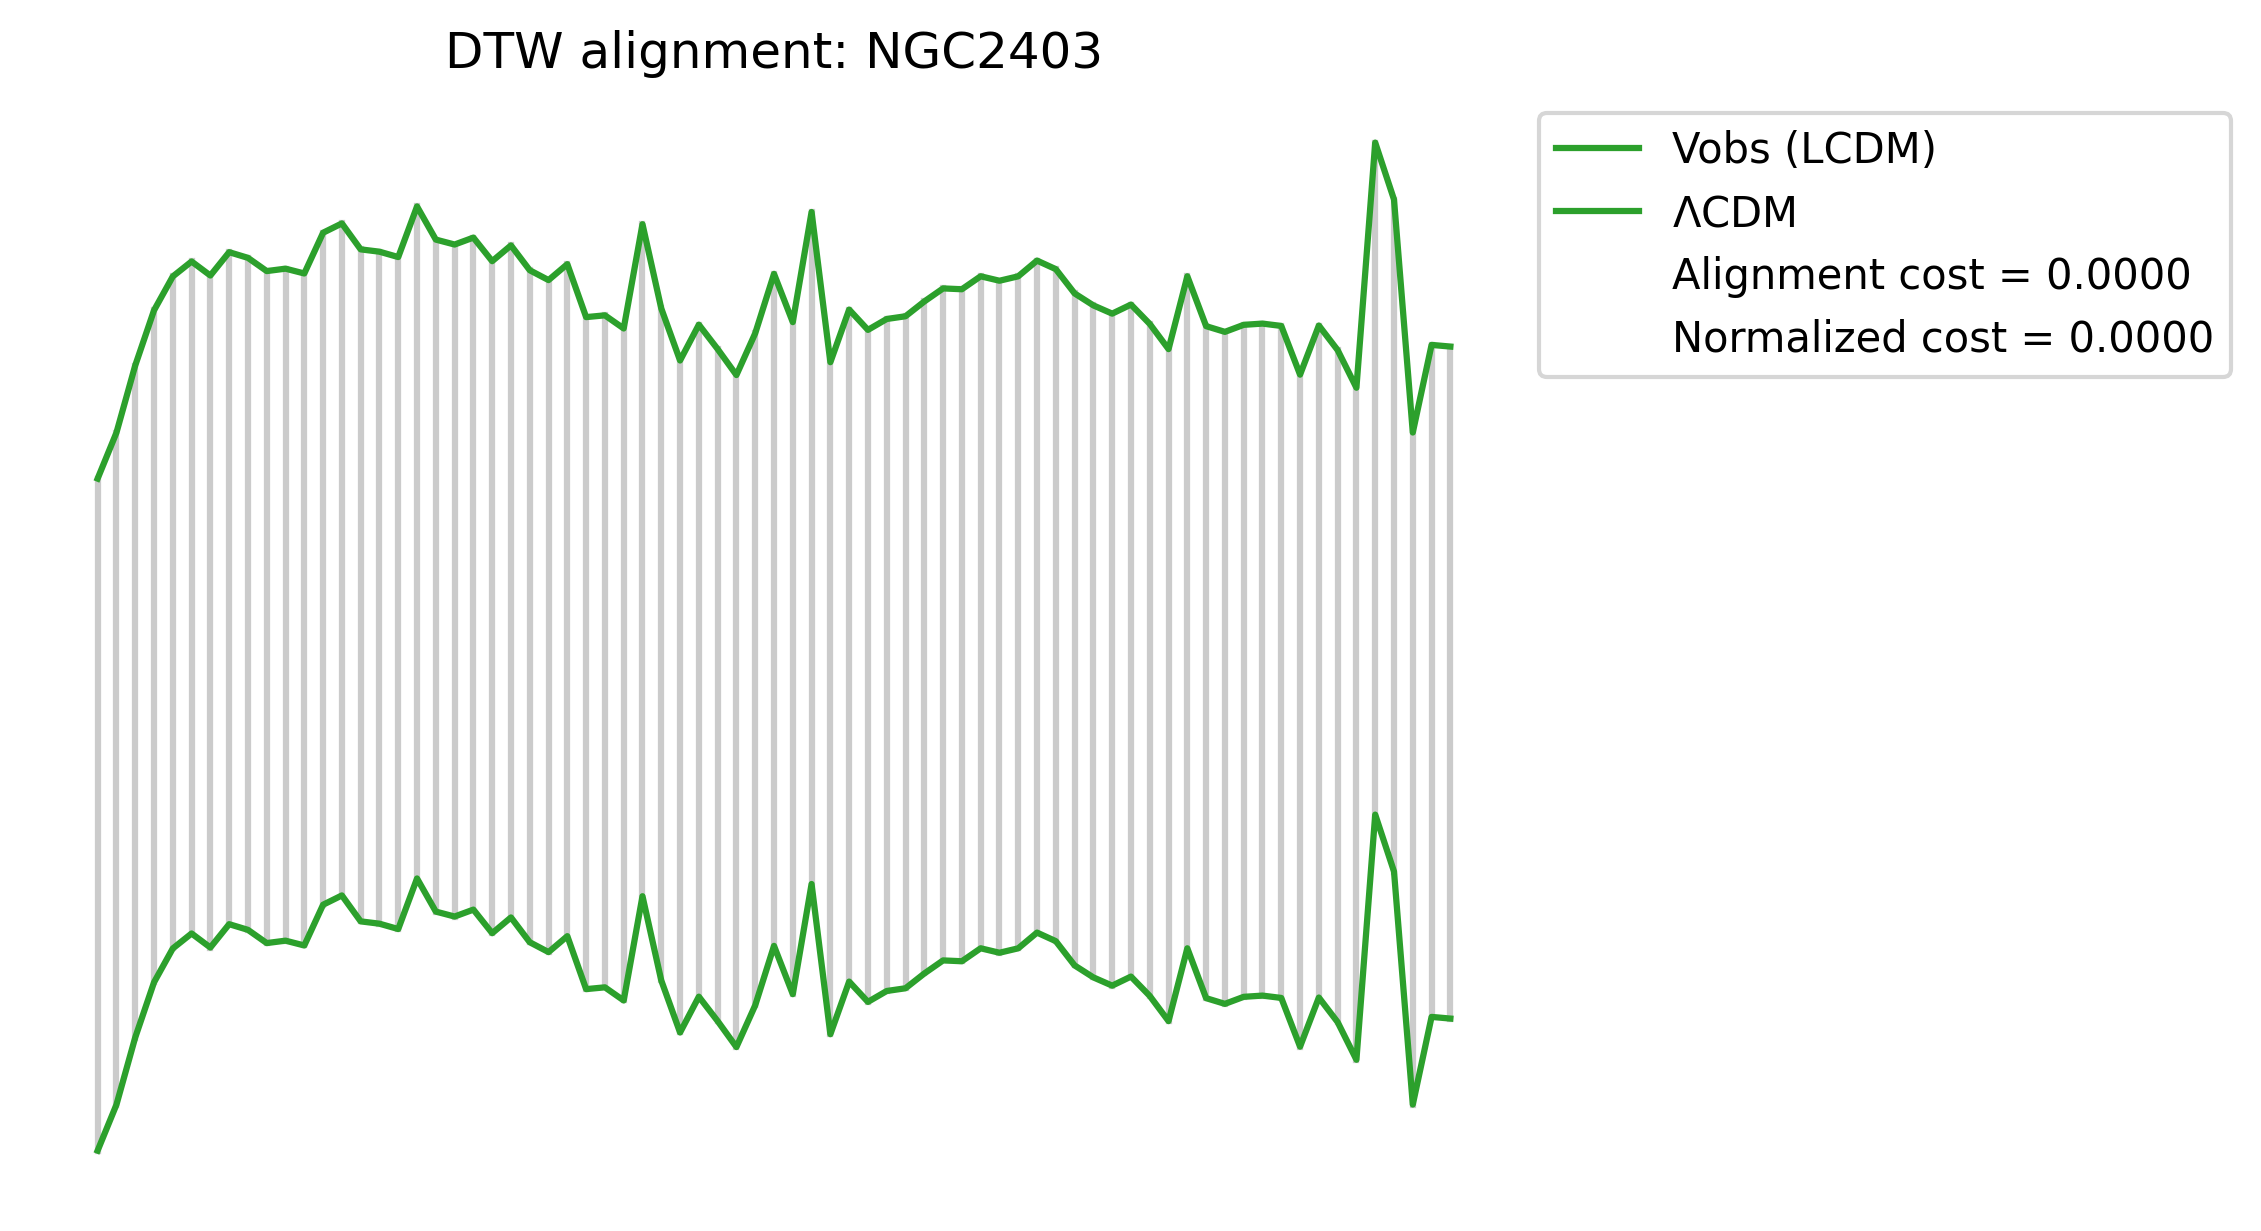 DTW alignment: NGC2403
Vobs (LCDM)
ΛCDM
Alignment cost = 0.0000
Normalized cost = 0.0000